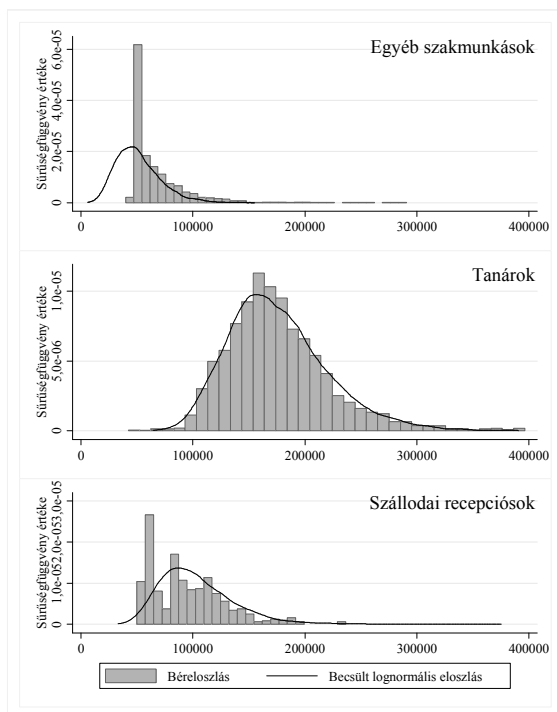 Egyéb szakmunkások
Sűrűségfüggvény értéke
6,0e-05
4,0e-05
2,0e-05
0
0 100000 200000 300000 400000
Tanárok
Sűrűségfüggvény értéke
1,0e-05
5,0e-06
0
0 100000 200000 300000 400000
Szállodai recepciósok
Sűrűségfüggvény értéke
3,0e-05
2,0e-05
1,0e-05
0
0 100000 200000 300000 400000
Béreloszlás Becsült lognormális eloszlás